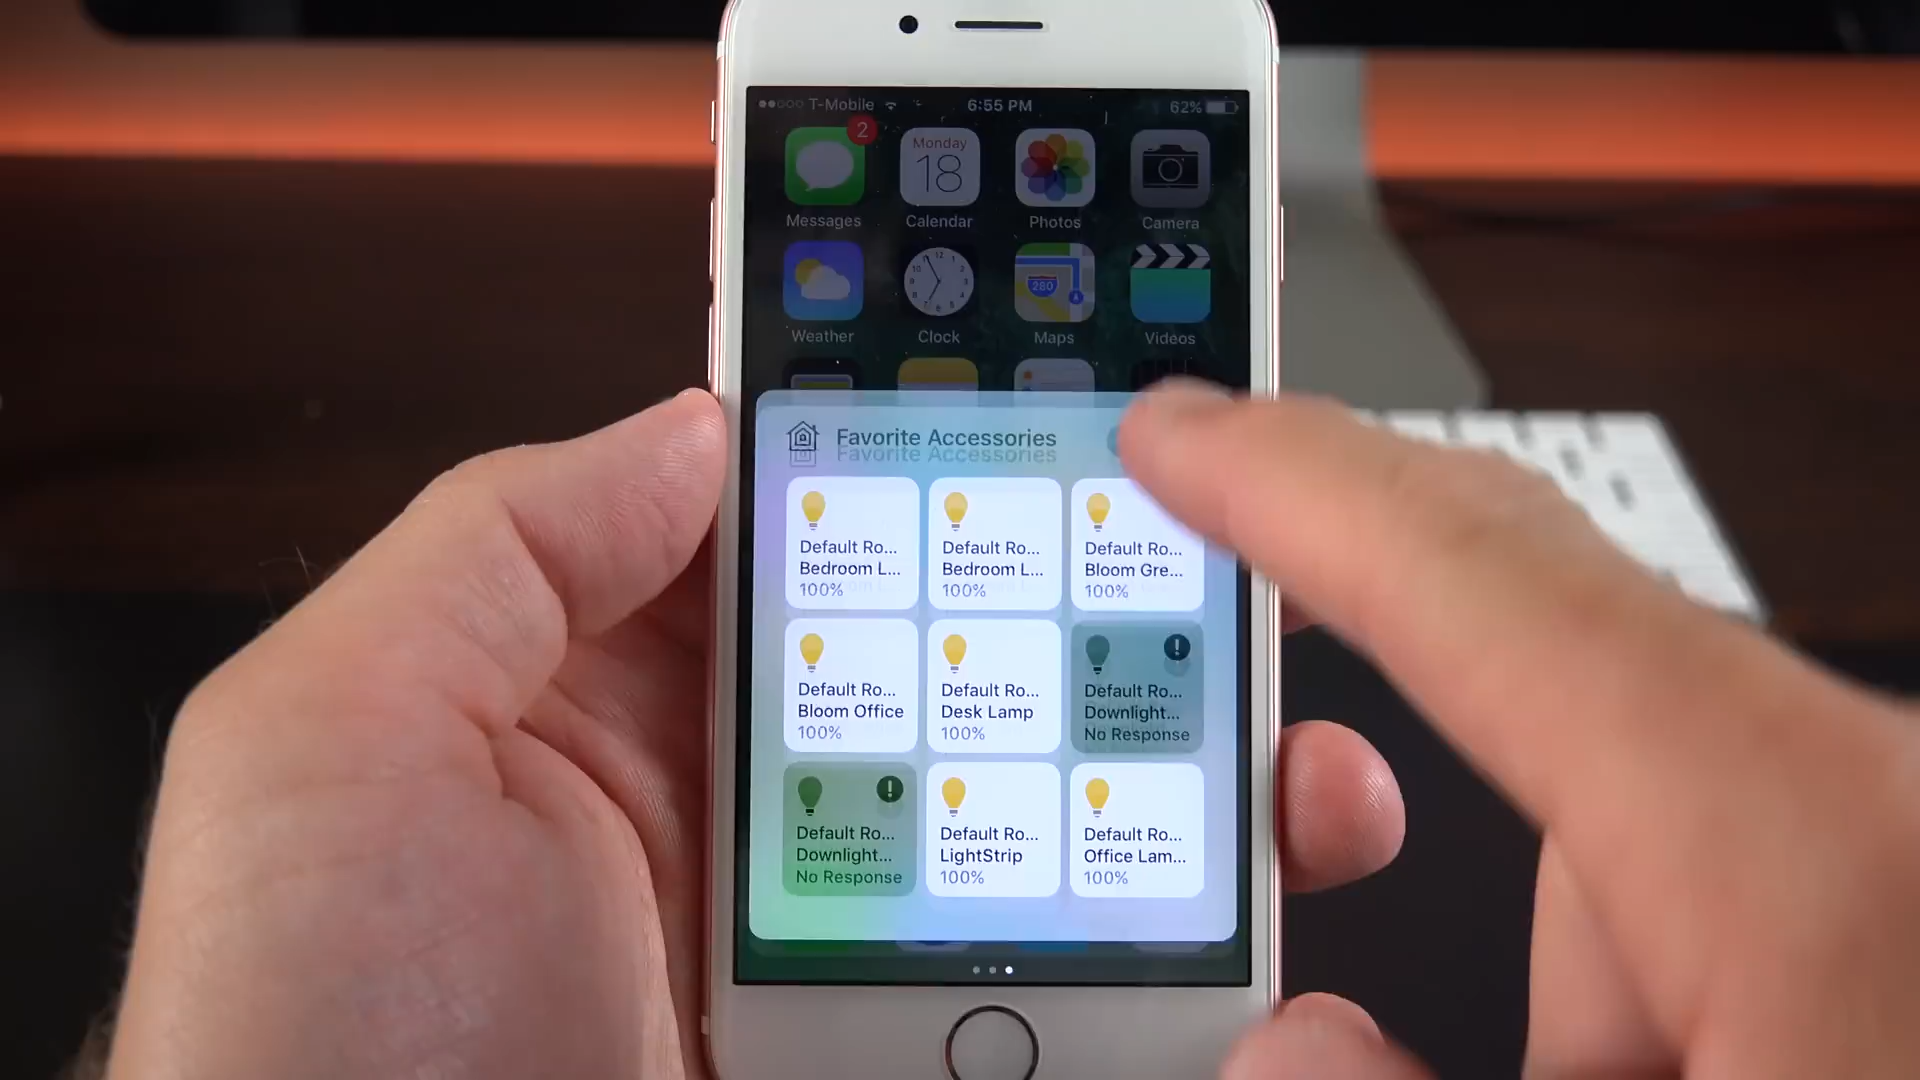 T-Mobile 6:55 PM 62%
2
Monday
18
Messages Calendar Photos Camera
280
Weather Clock Maps Videos
Favorite Accessories
Default Ro... Default Ro... Default Ro...
Bedroom L... Bedroom L... Bloom Gre...
100% 100% 100%
Default Ro... Default Ro... Default Ro...
Bloom Office Desk Lamp Downlight...
100% 100% No Response
Default Ro... Default Ro... Default Ro...
Downlight... LightStrip Office Lam...
No Response 100% 100%